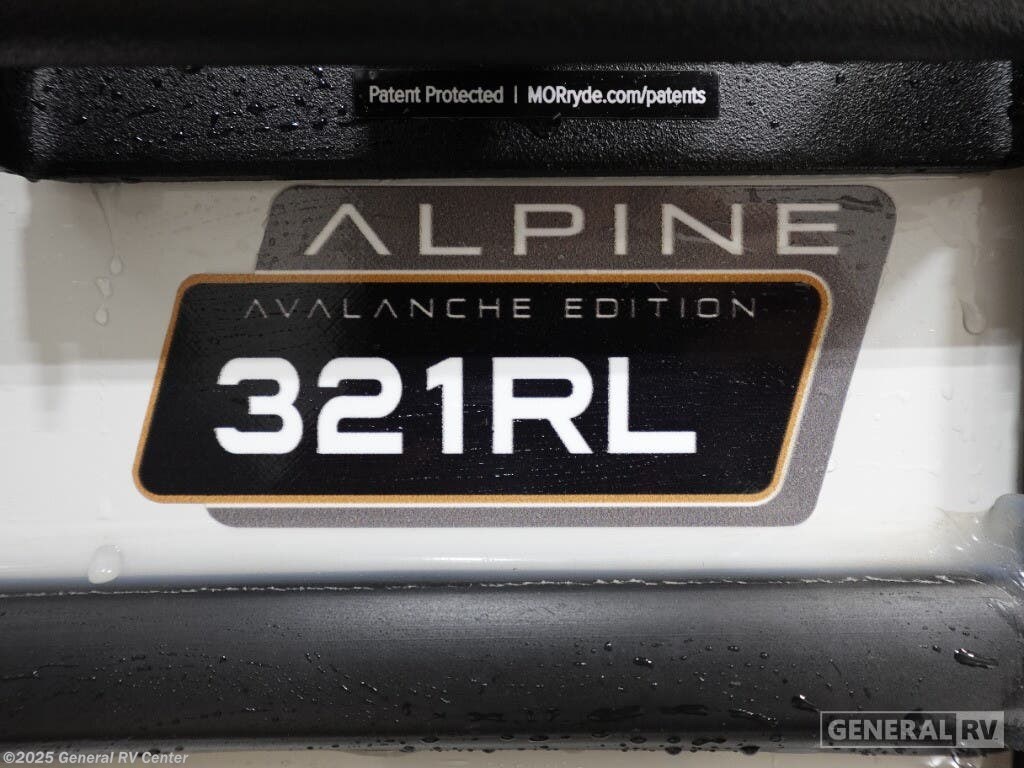 Patent Protected | MORryde.com/patents
ALPINE
AVALANCHE EDITION
321RL
GENERAL RV
©2025 General RV Center